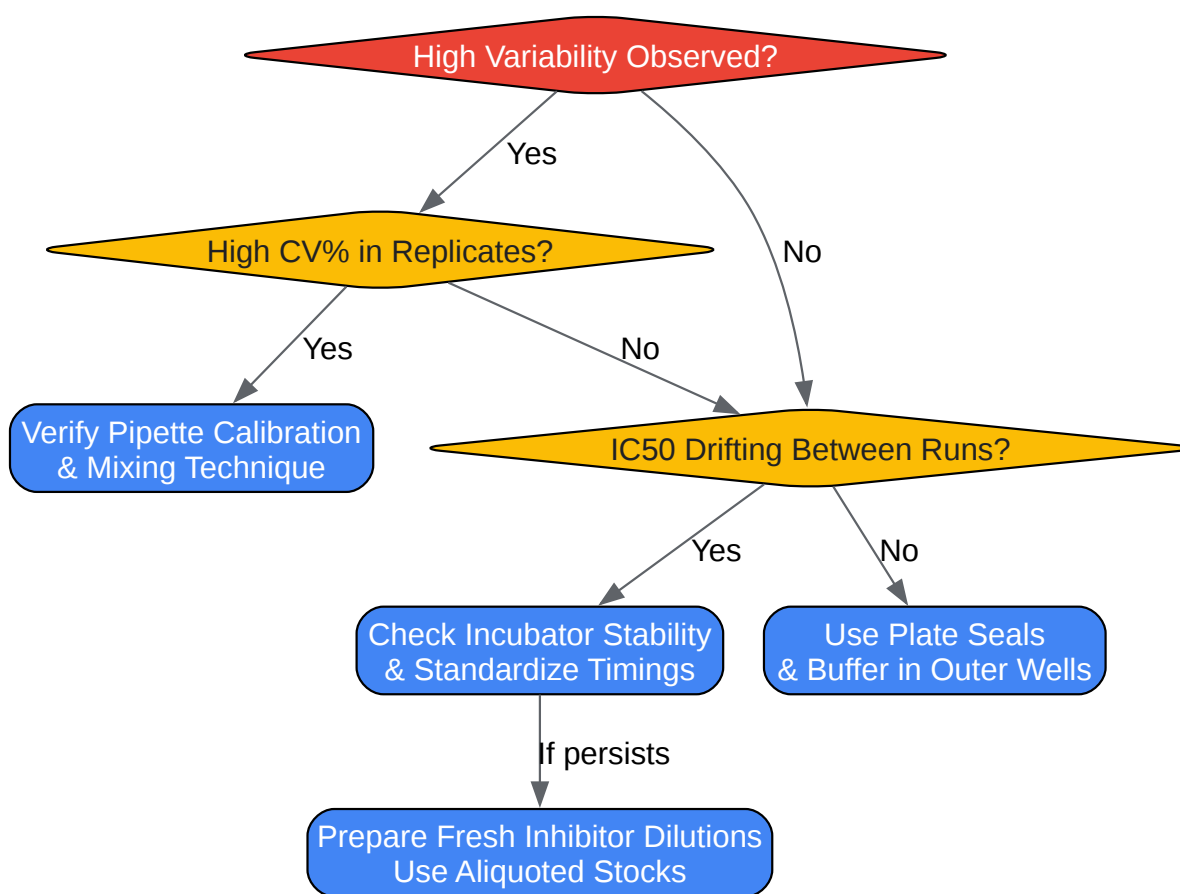 High Variability Observed?
Yes
High CV% in Replicates?
No
Yes
No
Verify Pipette Calibration
& Mixing Technique
IC50 Drifting Between Runs?
Yes
No
Check Incubator Stability
& Standardize Timings
Use Plate Seals
& Buffer in Outer Wells
If persists
Prepare Fresh Inhibitor Dilutions
Use Aliquoted Stocks